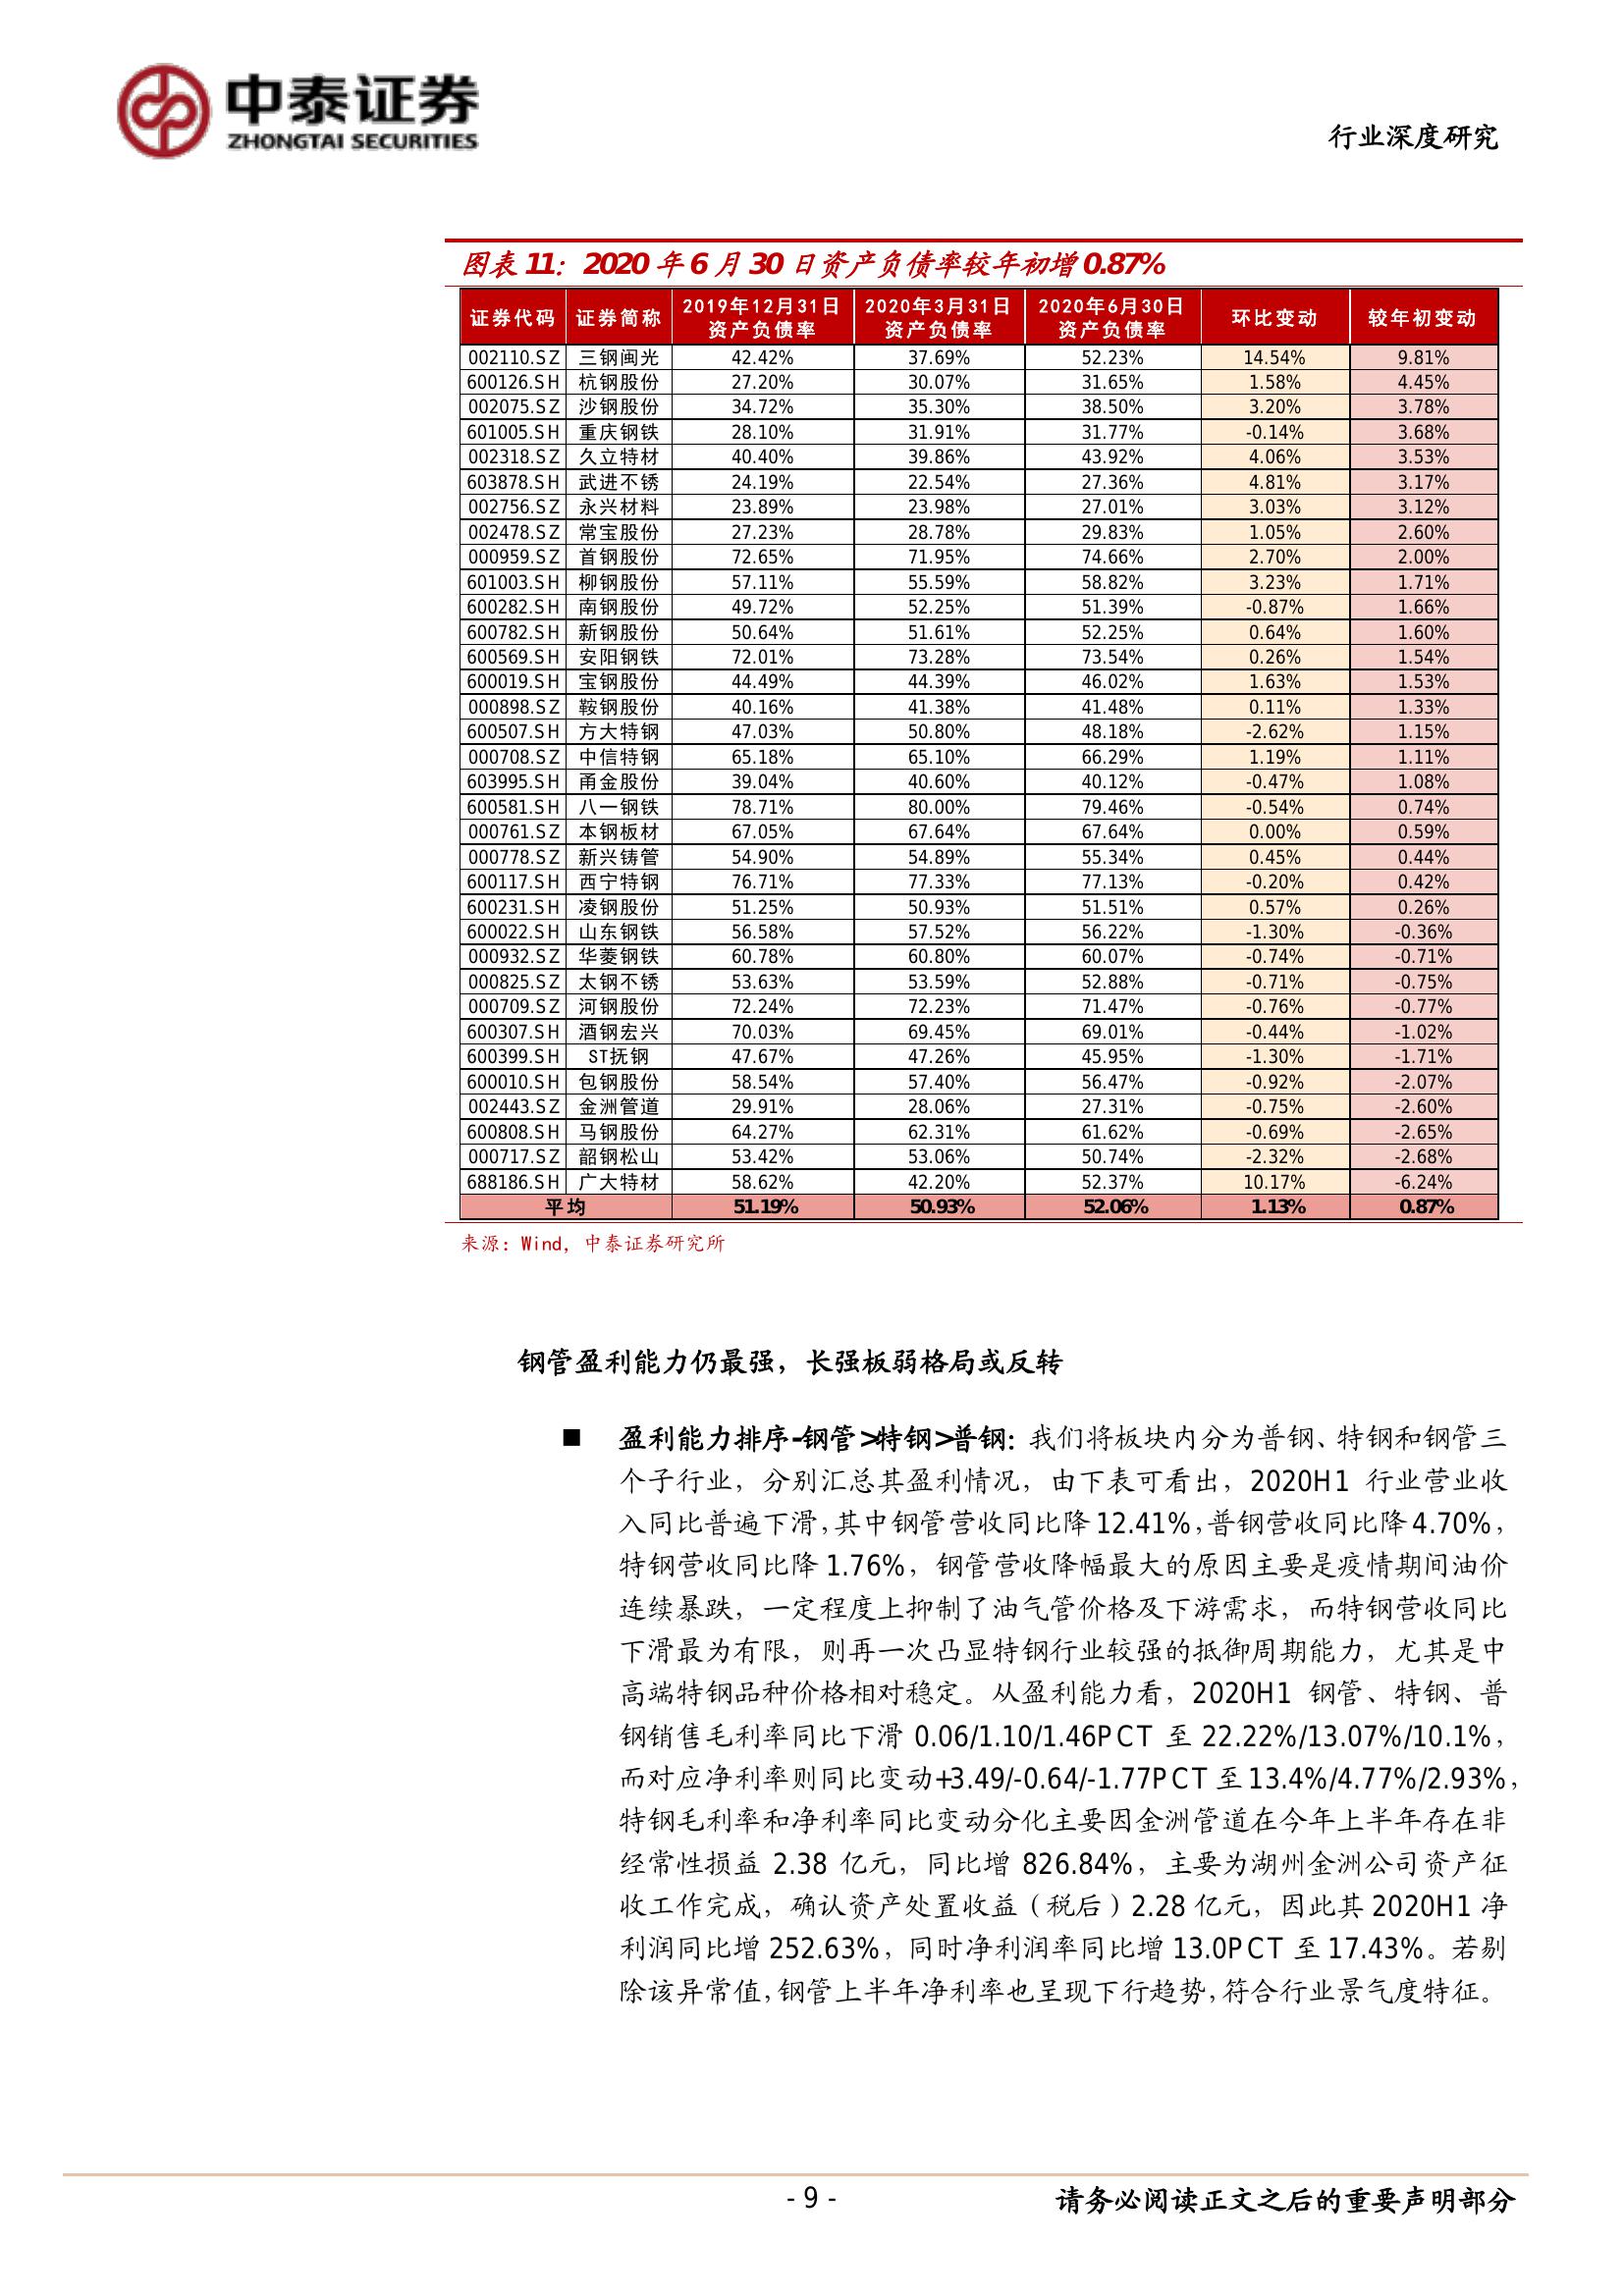 中泰证券
ZHONGTAI SECURITIES
行业深度研究
图表 11：2020 年 6 月 30 日资产负债率较年初增 0.87%
证券代码 证券简称 2019年12月31日资产负债率 2020年3月31日资产负债率 2020年6月30日资产负债率 环比变动 较年初变动
002110.SZ 三钢闽光 42.42% 37.69% 52.23% 14.54% 9.81%
600126.SH 杭钢股份 27.20% 30.07% 31.65% 1.58% 4.45%
002075.SZ 沙钢股份 34.72% 35.30% 38.50% 3.20% 3.78%
601005.SH 重庆钢铁 28.10% 31.91% 31.77% -0.14% 3.68%
002318.SZ 久立特材 40.40% 39.86% 43.92% 4.06% 3.53%
603878.SH 武进不锈 24.19% 22.54% 27.36% 4.81% 3.17%
002756.SZ 永兴材料 23.89% 23.98% 27.01% 3.03% 3.12%
002478.SZ 常宝股份 27.23% 28.78% 29.83% 1.05% 2.60%
000959.SZ 首钢股份 72.65% 71.95% 74.66% 2.70% 2.00%
601003.SH 柳钢股份 57.11% 55.59% 58.82% 3.23% 1.71%
600282.SH 南钢股份 49.72% 52.25% 51.39% -0.87% 1.66%
600782.SH 新钢股份 50.64% 51.61% 52.25% 0.64% 1.60%
600569.SH 安阳钢铁 72.01% 73.28% 73.54% 0.26% 1.54%
600019.SH 宝钢股份 44.49% 44.39% 46.02% 1.63% 1.53%
000898.SZ 鞍钢股份 40.16% 41.38% 41.48% 0.11% 1.33%
600507.SH 方大特钢 47.03% 50.80% 48.18% -2.62% 1.15%
000708.SZ 中信特钢 65.18% 65.10% 66.29% 1.19% 1.11%
603995.SH 甬金股份 39.04% 40.60% 40.12% -0.47% 1.08%
600581.SH 八一钢铁 78.71% 80.00% 79.46% -0.54% 0.74%
000761.SZ 本钢板材 67.05% 67.64% 67.64% 0.00% 0.59%
000778.SZ 新兴铸管 54.90% 54.89% 55.34% 0.45% 0.44%
600117.SH 西宁特钢 76.71% 77.33% 77.13% -0.20% 0.42%
600231.SH 凌钢股份 51.25% 50.93% 51.51% 0.57% 0.26%
600022.SH 山东钢铁 56.58% 57.52% 56.22% -1.30% -0.36%
000932.SZ 华菱钢铁 60.78% 60.80% 60.07% -0.74% -0.71%
000825.SZ 太钢不锈 53.63% 53.59% 52.88% -0.71% -0.75%
000709.SZ 河钢股份 72.24% 72.23% 71.47% -0.76% -0.77%
600307.SH 酒钢宏兴 70.03% 69.45% 69.01% -0.44% -1.02%
600399.SH ST抚钢 47.67% 47.26% 45.95% -1.30% -1.71%
600010.SH 包钢股份 58.54% 57.40% 56.47% -0.92% -2.07%
002443.SZ 金洲管道 29.91% 28.06% 27.31% -0.75% -2.60%
600808.SH 马钢股份 64.27% 62.31% 61.62% -0.69% -2.65%
000717.SZ 韶钢松山 53.42% 53.06% 50.74% -2.32% -2.68%
688186.SH 广大特材 58.62% 42.20% 52.37% 10.17% -6.24%
平均 51.19% 50.93% 52.06% 1.13% 0.87%
来源：Wind，中泰证券研究所
钢管盈利能力仍最强，长强板弱格局或反转
■ 盈利能力排序-钢管>特钢>普钢：我们将板块内分为普钢、特钢和钢管三
个子行业，分别汇总其盈利情况，由下表可看出，2020H1 行业营业收
入同比普遍下滑，其中钢管营收同比降 12.41%，普钢营收同比降 4.70%，
特钢营收同比降 1.76%，钢管营收降幅最大的原因主要是疫情期间油价
连续暴跌，一定程度上抑制了油气管价格及下游需求，而特钢营收同比
下滑最为有限，则再一次凸显特钢行业较强的抵御周期能力，尤其是中
高端特钢品种价格相对稳定。从盈利能力看，2020H1 钢管、特钢、普
钢销售毛利率同比下滑 0.06/1.10/1.46PCT 至 22.22%/13.07%/10.1%，
而对应净利率则同比变动+3.49/-0.64/-1.77PCT 至 13.4%/4.77%/2.93%，
特钢毛利率和净利率同比变动分化主要因金洲管道在今年上半年存在非
经常性损益 2.38 亿元，同比增 826.84%，主要为湖州金洲公司资产征
收工作完成，确认资产处置收益（税后）2.28 亿元，因此其 2020H1 净
利润同比增 252.63%，同时净利润率同比增 13.0PCT 至 17.43%。若剔
除该异常值，钢管上半年净利率也呈现下行趋势，符合行业景气度特征。
- 9 -
请务必阅读正文之后的重要声明部分